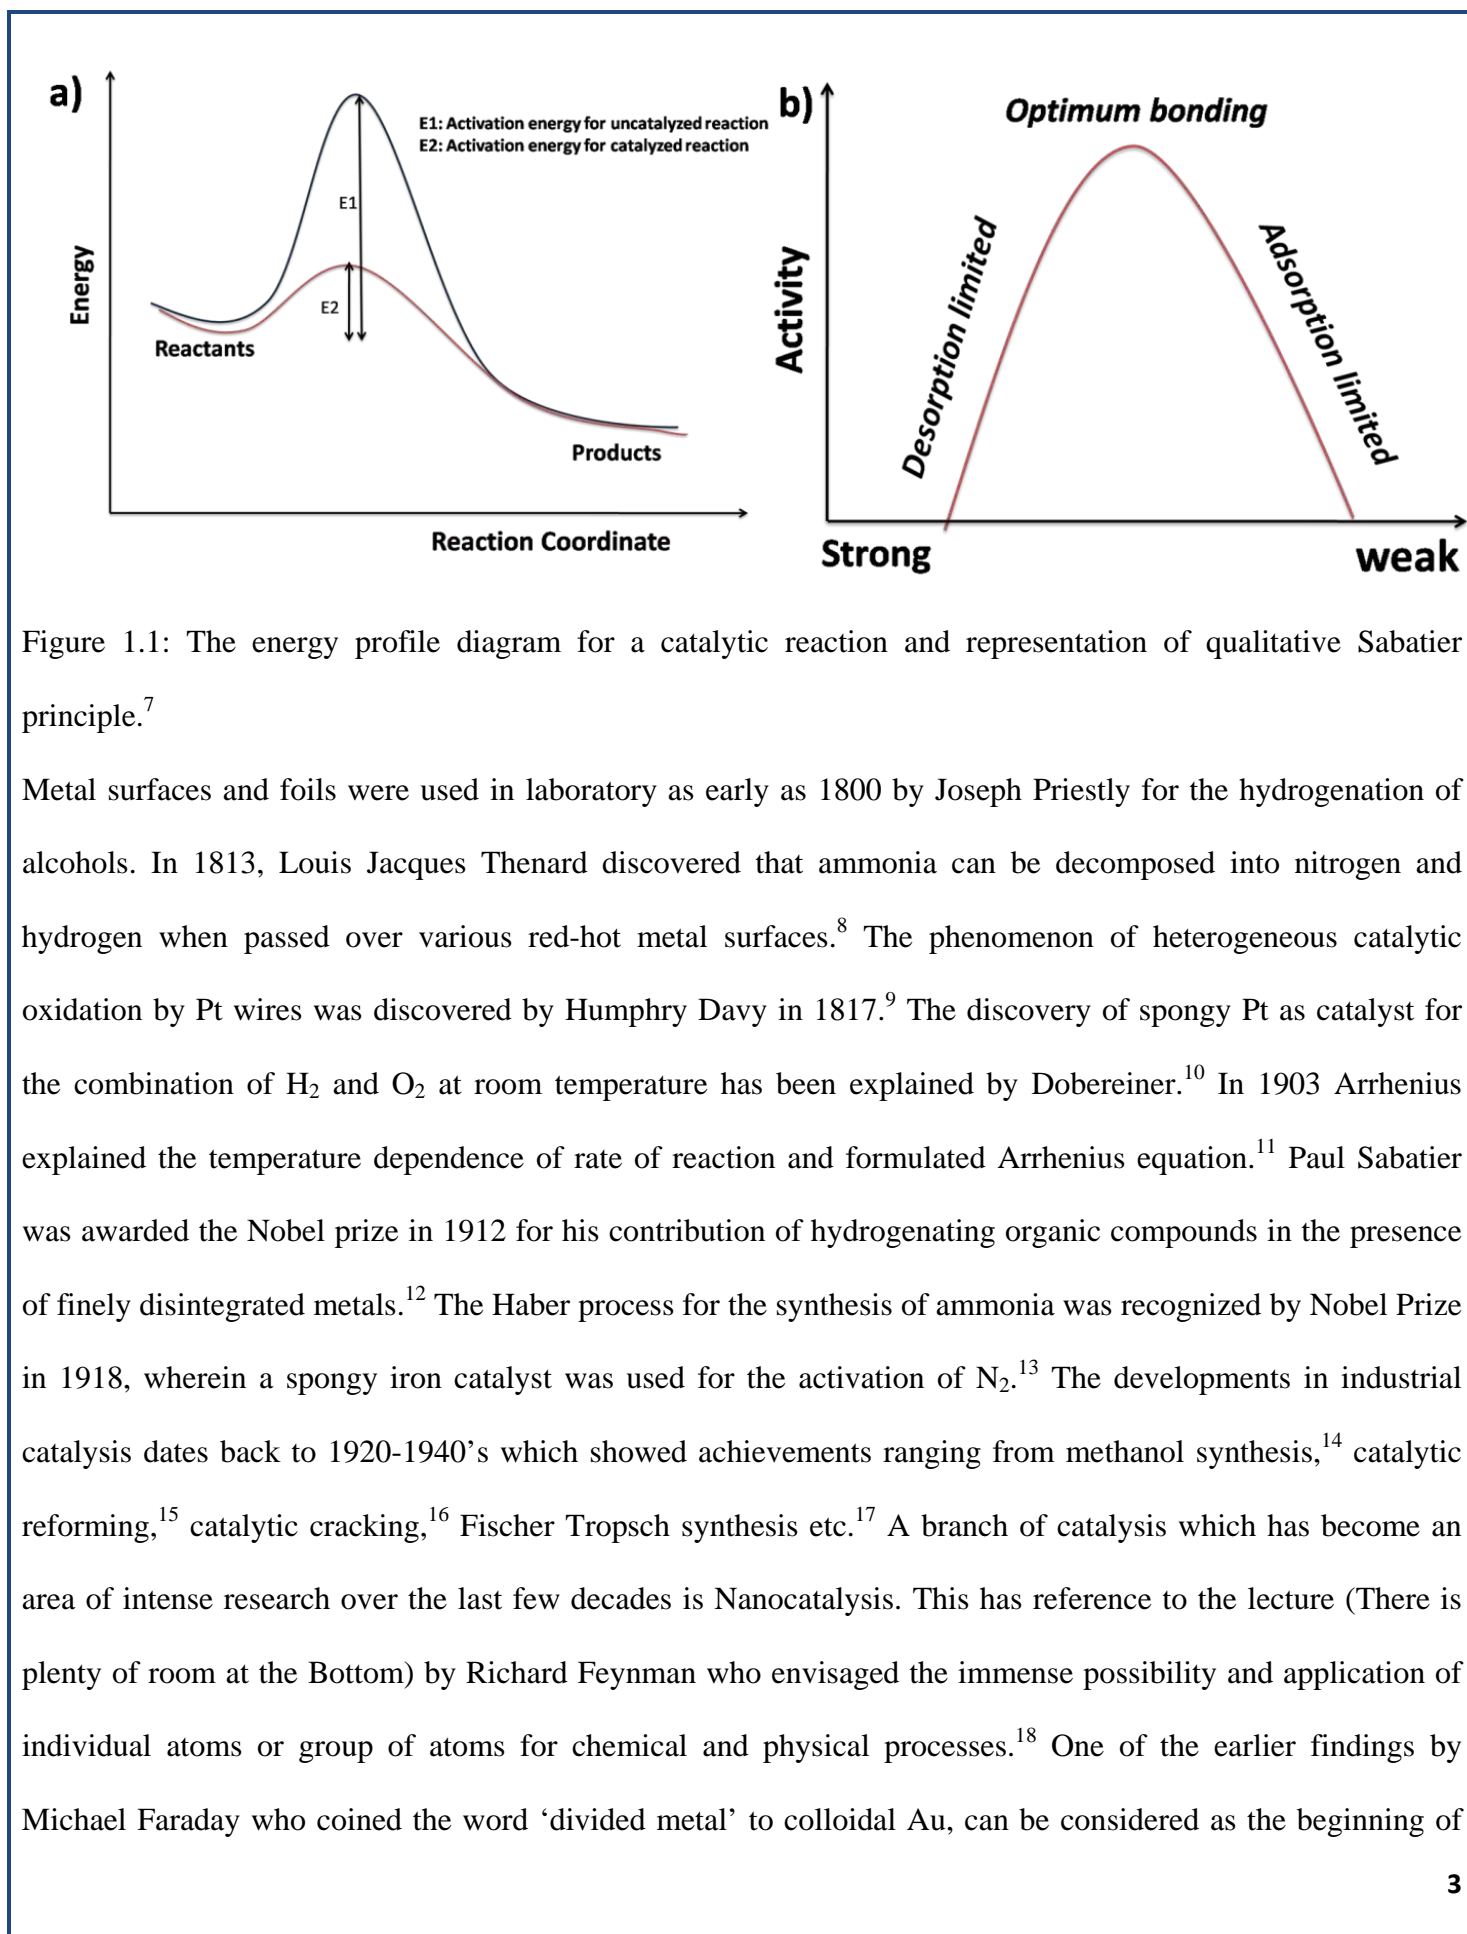 a)
E1: Activation energy for uncatalyzed reaction
E2: Activation energy for catalyzed reaction
E1
E2
Energy
Reactants
Products
Reaction Coordinate
b)
Optimum bonding
Activity
Desorption limited
Adsorption limited
Strong
weak
Figure 1.1: The energy profile diagram for a catalytic reaction and representation of qualitative Sabatier
principle.7
Metal surfaces and foils were used in laboratory as early as 1800 by Joseph Priestly for the hydrogenation of
alcohols. In 1813, Louis Jacques Thenard discovered that ammonia can be decomposed into nitrogen and
hydrogen when passed over various red-hot metal surfaces.8 The phenomenon of heterogeneous catalytic
oxidation by Pt wires was discovered by Humphry Davy in 1817.9 The discovery of spongy Pt as catalyst for
the combination of H2 and O2 at room temperature has been explained by Dobereiner.10 In 1903 Arrhenius
explained the temperature dependence of rate of reaction and formulated Arrhenius equation.11 Paul Sabatier
was awarded the Nobel prize in 1912 for his contribution of hydrogenating organic compounds in the presence
of finely disintegrated metals.12 The Haber process for the synthesis of ammonia was recognized by Nobel Prize
in 1918, wherein a spongy iron catalyst was used for the activation of N2.13 The developments in industrial
catalysis dates back to 1920-1940’s which showed achievements ranging from methanol synthesis,14 catalytic
reforming,15 catalytic cracking,16 Fischer Tropsch synthesis etc.17 A branch of catalysis which has become an
area of intense research over the last few decades is Nanocatalysis. This has reference to the lecture (There is
plenty of room at the Bottom) by Richard Feynman who envisaged the immense possibility and application of
individual atoms or group of atoms for chemical and physical processes.18 One of the earlier findings by
Michael Faraday who coined the word ‘divided metal’ to colloidal Au, can be considered as the beginning of
3